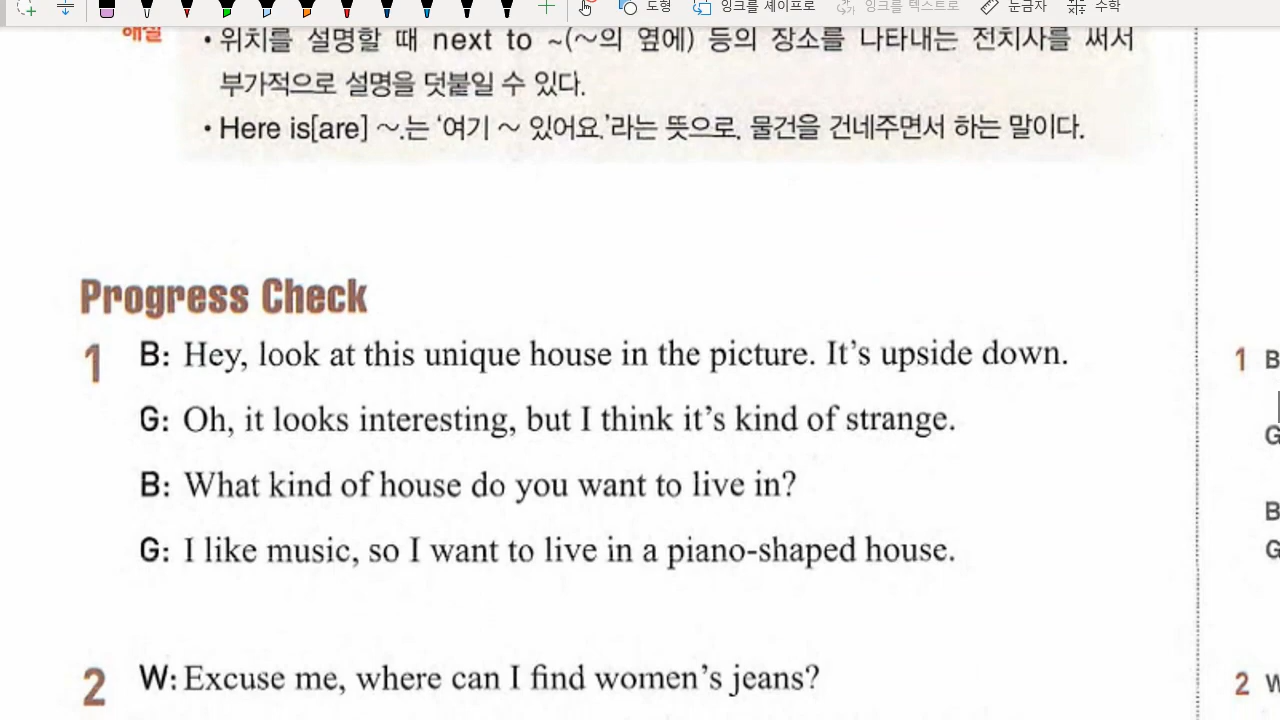 도형 잉크를 셰이프로 잉크를 텍스트로 눈금자 수학
해설
• 위치를 설명할 때 next to ~(~의 옆에) 등의 장소를 나타내는 전치사를 써서
부가적으로 설명을 덧붙일 수 있다.
• Here is[are] ~.는 ‘여기 ~ 있어요.’라는 뜻으로, 물건을 건네주면서 하는 말이다.
Progress Check
1 B: Hey, look at this unique house in the picture. It’s upside down.
G: Oh, it looks interesting, but I think it’s kind of strange.
B: What kind of house do you want to live in?
G: I like music, so I want to live in a piano-shaped house.
2 W: Excuse me, where can I find women’s jeans?
1 B
G
B
G
2 W